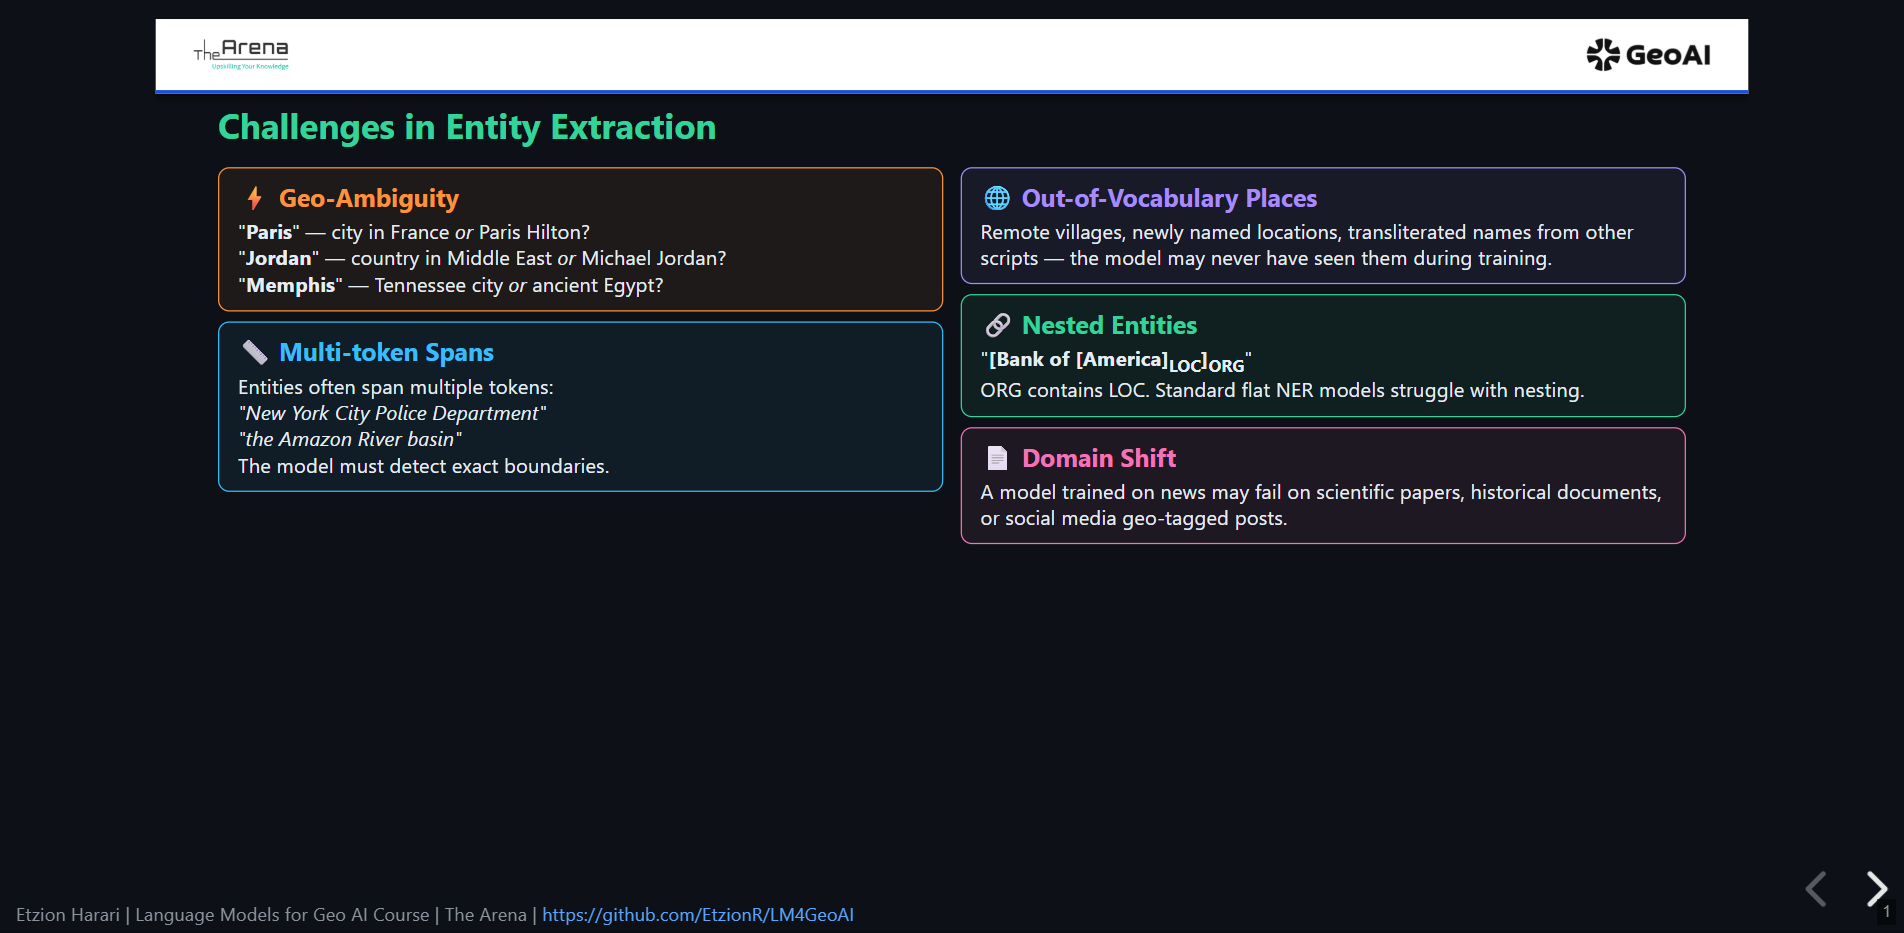 The Arena
Upskilling Your Knowledge
GeoAI
Challenges in Entity Extraction
Geo-Ambiguity
"Paris" — city in France or Paris Hilton?
"Jordan" — country in Middle East or Michael Jordan?
"Memphis" — Tennessee city or ancient Egypt?
Multi-token Spans
Entities often span multiple tokens:
"New York City Police Department"
"the Amazon River basin"
The model must detect exact boundaries.
Out-of-Vocabulary Places
Remote villages, newly named locations, transliterated names from other
scripts — the model may never have seen them during training.
Nested Entities
"[Bank of [America]LOC]ORG"
ORG contains LOC. Standard flat NER models struggle with nesting.
Domain Shift
A model trained on news may fail on scientific papers, historical documents,
or social media geo-tagged posts.
Etzion Harari | Language Models for Geo AI Course | The Arena | https://github.com/EtzionR/LM4GeoAI
1